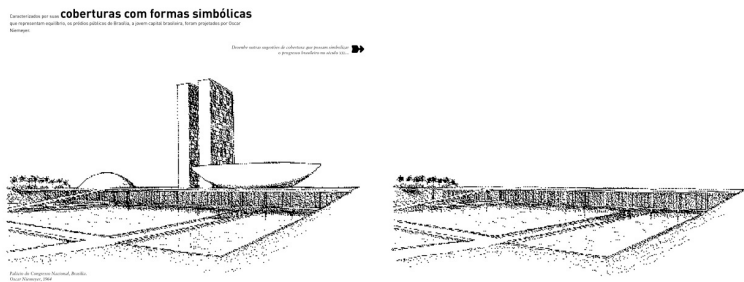 Caracterizados por suas coberturas com formas simbólicas
que representam equilíbrio, os prédios públicos de Brasília, a jovem capital brasileira, foram projetados por Oscar
Niemeyer.
Desenhe outras sugestões de cobertura que possam simbolizar
o progresso brasileiro no século xxi...
Palácio do Congresso Nacional, Brasília.
Oscar Niemeyer, 1964